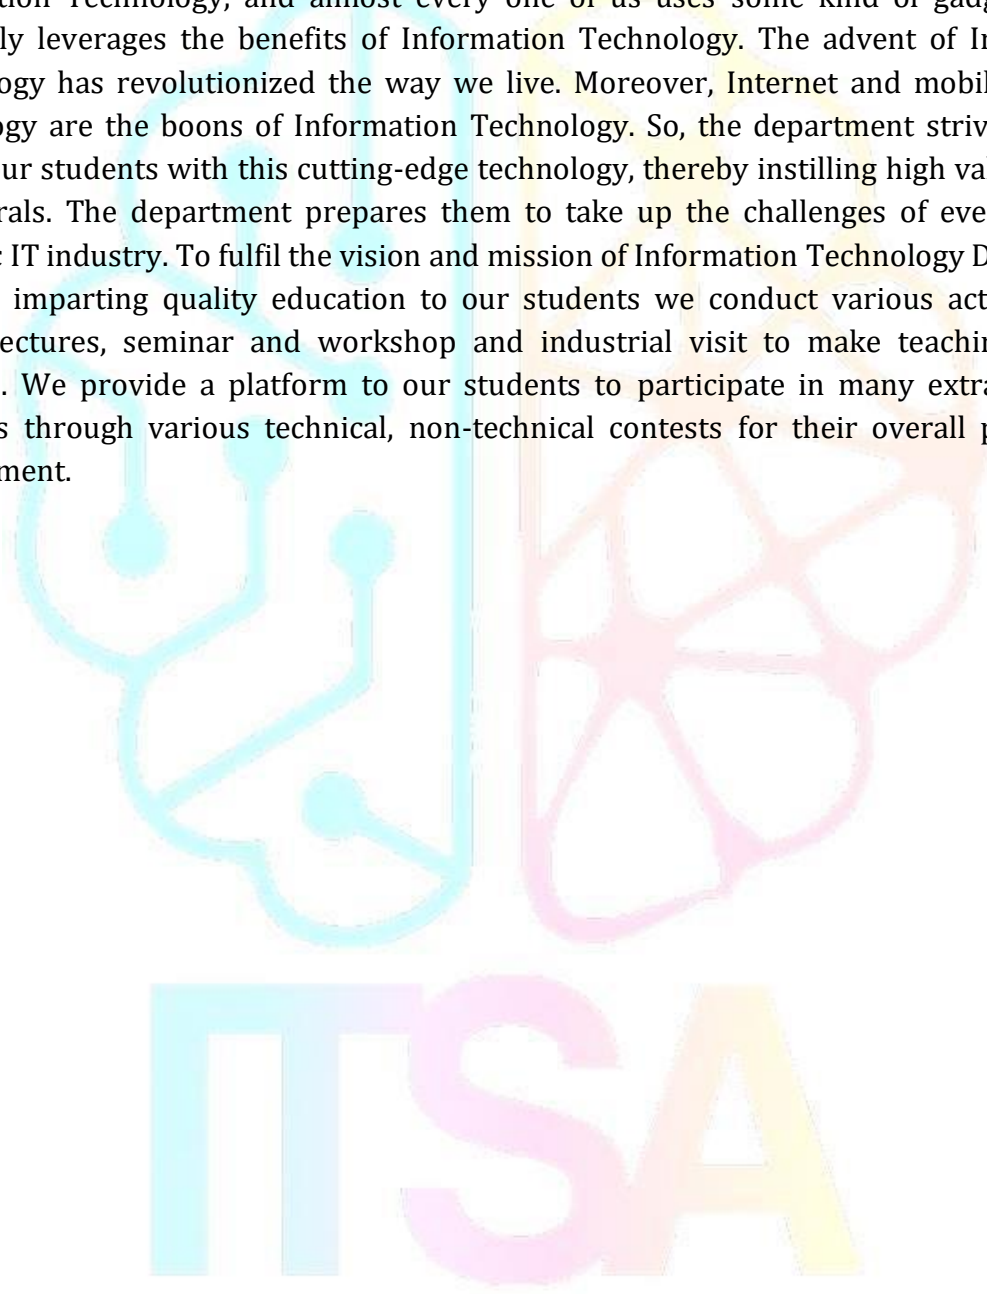 tion Technology, and almost every one of us uses some kind of gadg
ly leverages the benefits of Information Technology. The advent of In
ogy has revolutionized the way we live. Moreover, Internet and mobil
ogy are the boons of Information Technology. So, the department striv
ur students with this cutting-edge technology, thereby instilling high val
rals. The department prepares them to take up the challenges of eve
c IT industry. To fulfil the vision and mission of Information Technology D
imparting quality education to our students we conduct various act
ectures, seminar and workshop and industrial visit to make teachin
. We provide a platform to our students to participate in many extra
s through various technical, non-technical contests for their overall p
ment.
ITSA